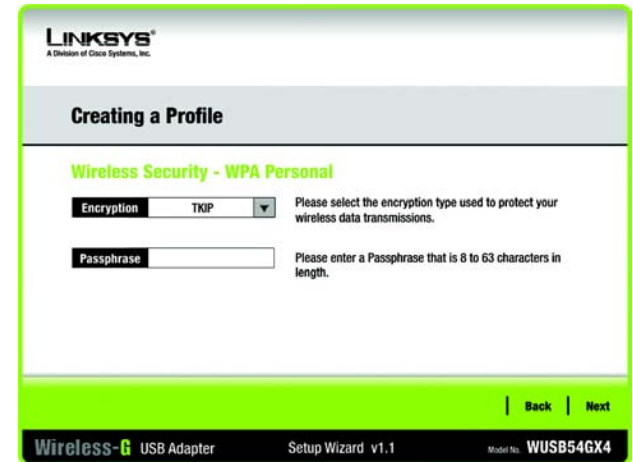 LINKSYS®
A Division of Cisco Systems, Inc.
Creating a Profile
Wireless Security - WPA Personal
Encryption TKIP Please select the encryption type used to protect your
wireless data transmissions.
Passphrase Please enter a Passphrase that is 8 to 63 characters in
length.
Back Next
Wireless-G USB Adapter Setup Wizard v1.1 Model No. WUSB54GX4